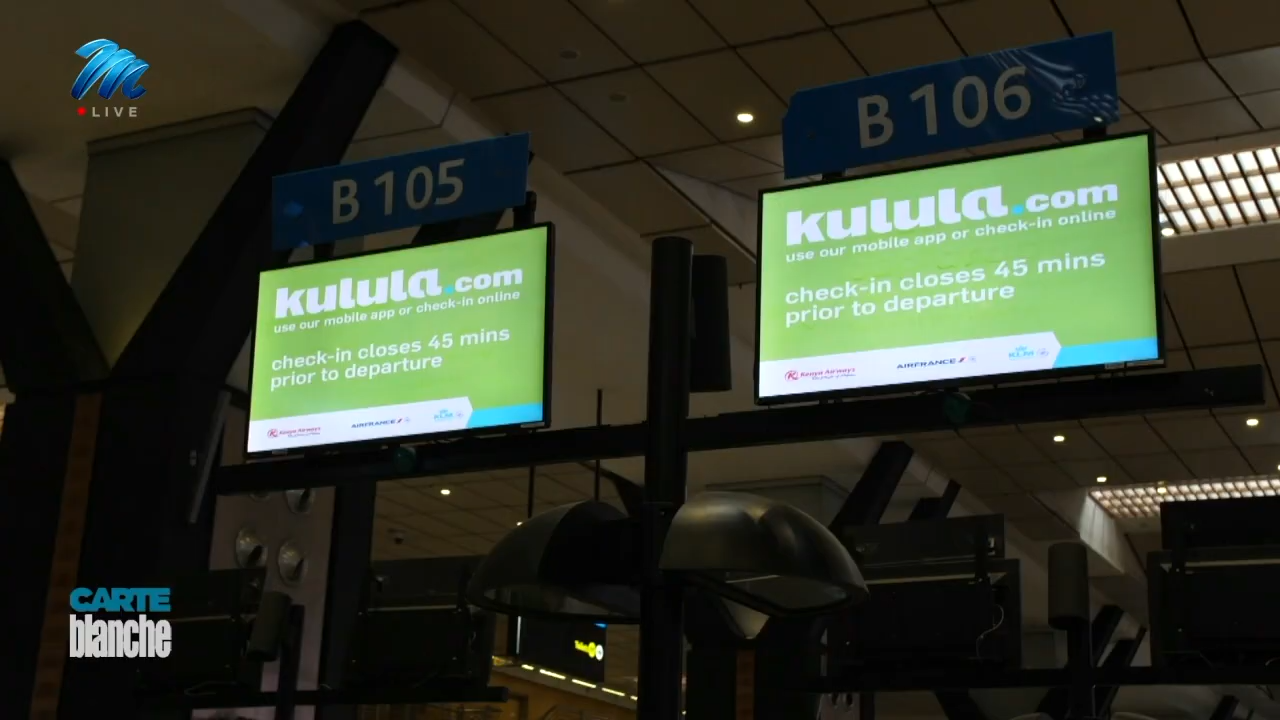 LIVE
B 105
kulula.com
use our mobile app or check-in online
check-in closes 45 mins
prior to departure
Kenya Airways
AIRFRANCE
KLM
B 106
kulula.com
use our mobile app or check-in online
check-in closes 45 mins
prior to departure
Kenya Airways
AIRFRANCE
KLM
CARTE
blanche